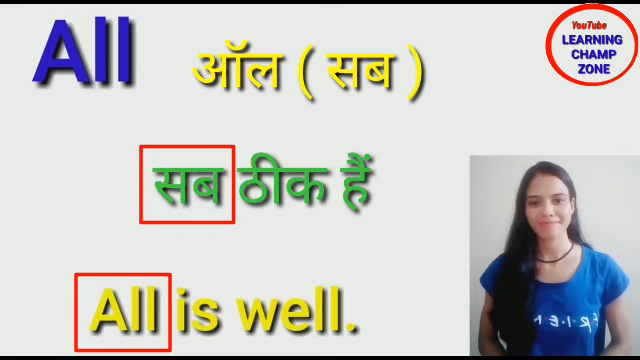 All ऑल ( सब )
YouTube
LEARNING
CHAMP
ZONE
सब ठीक हैं
All is well.
F·R·I·E·N